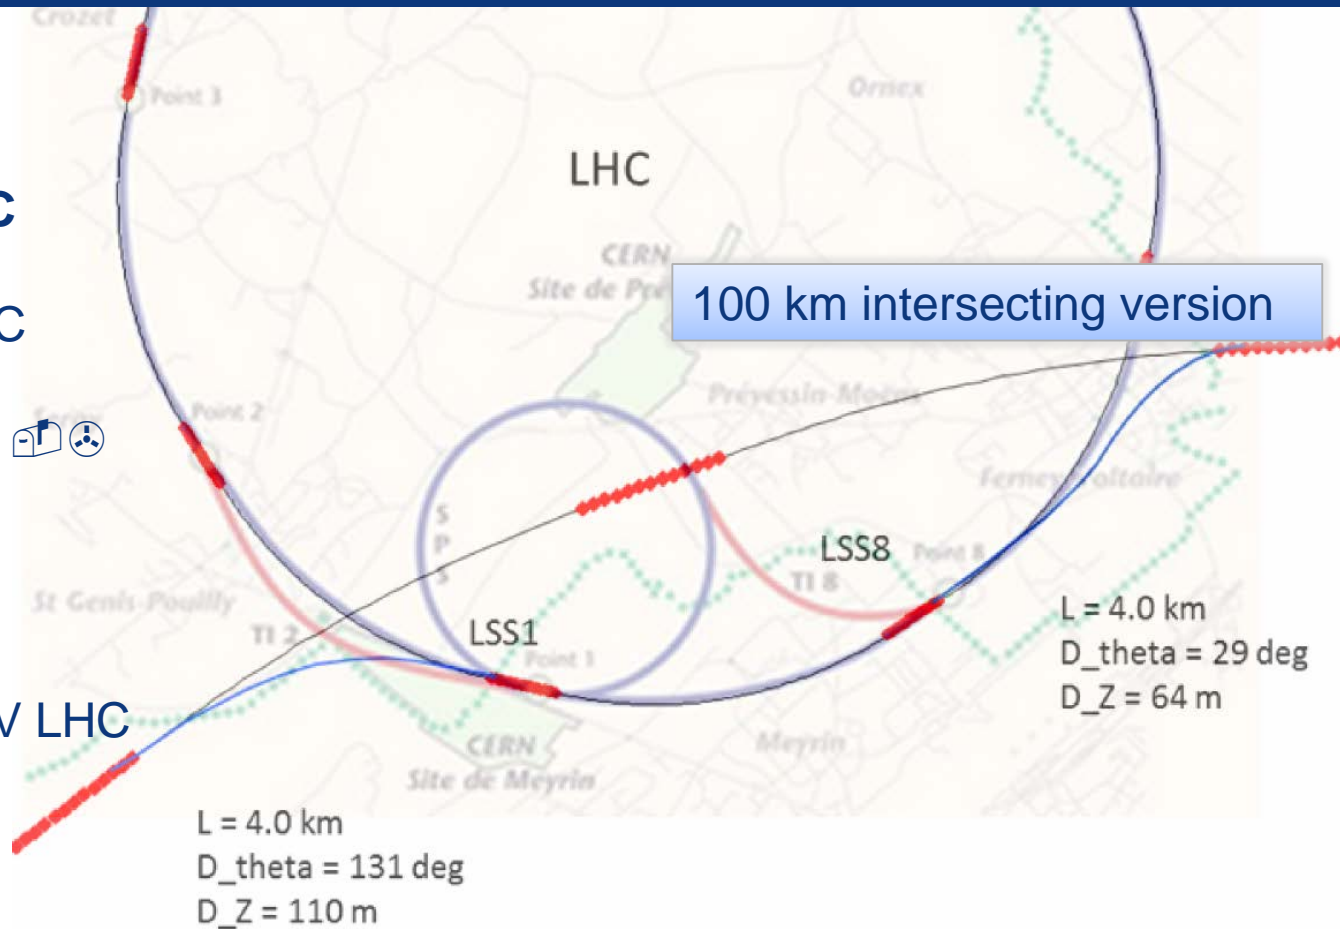 Crozet
Point 3
Ornex
LHC
C
CERN
Site de Pré
100 km intersecting version
C
Prévessin-Moëns
Point 2
Ferney-Voltaire
S
P
S
LSS8
Point 8
TI 8
St Genis-Pouilly
L = 4.0 km
TI 2
LSS1
D_theta = 29 deg
Point 1
D_Z = 64 m
V LHC
CERN
Meyrin
Site de Meyrin
L = 4.0 km
D_theta = 131 deg
D_Z = 110 m